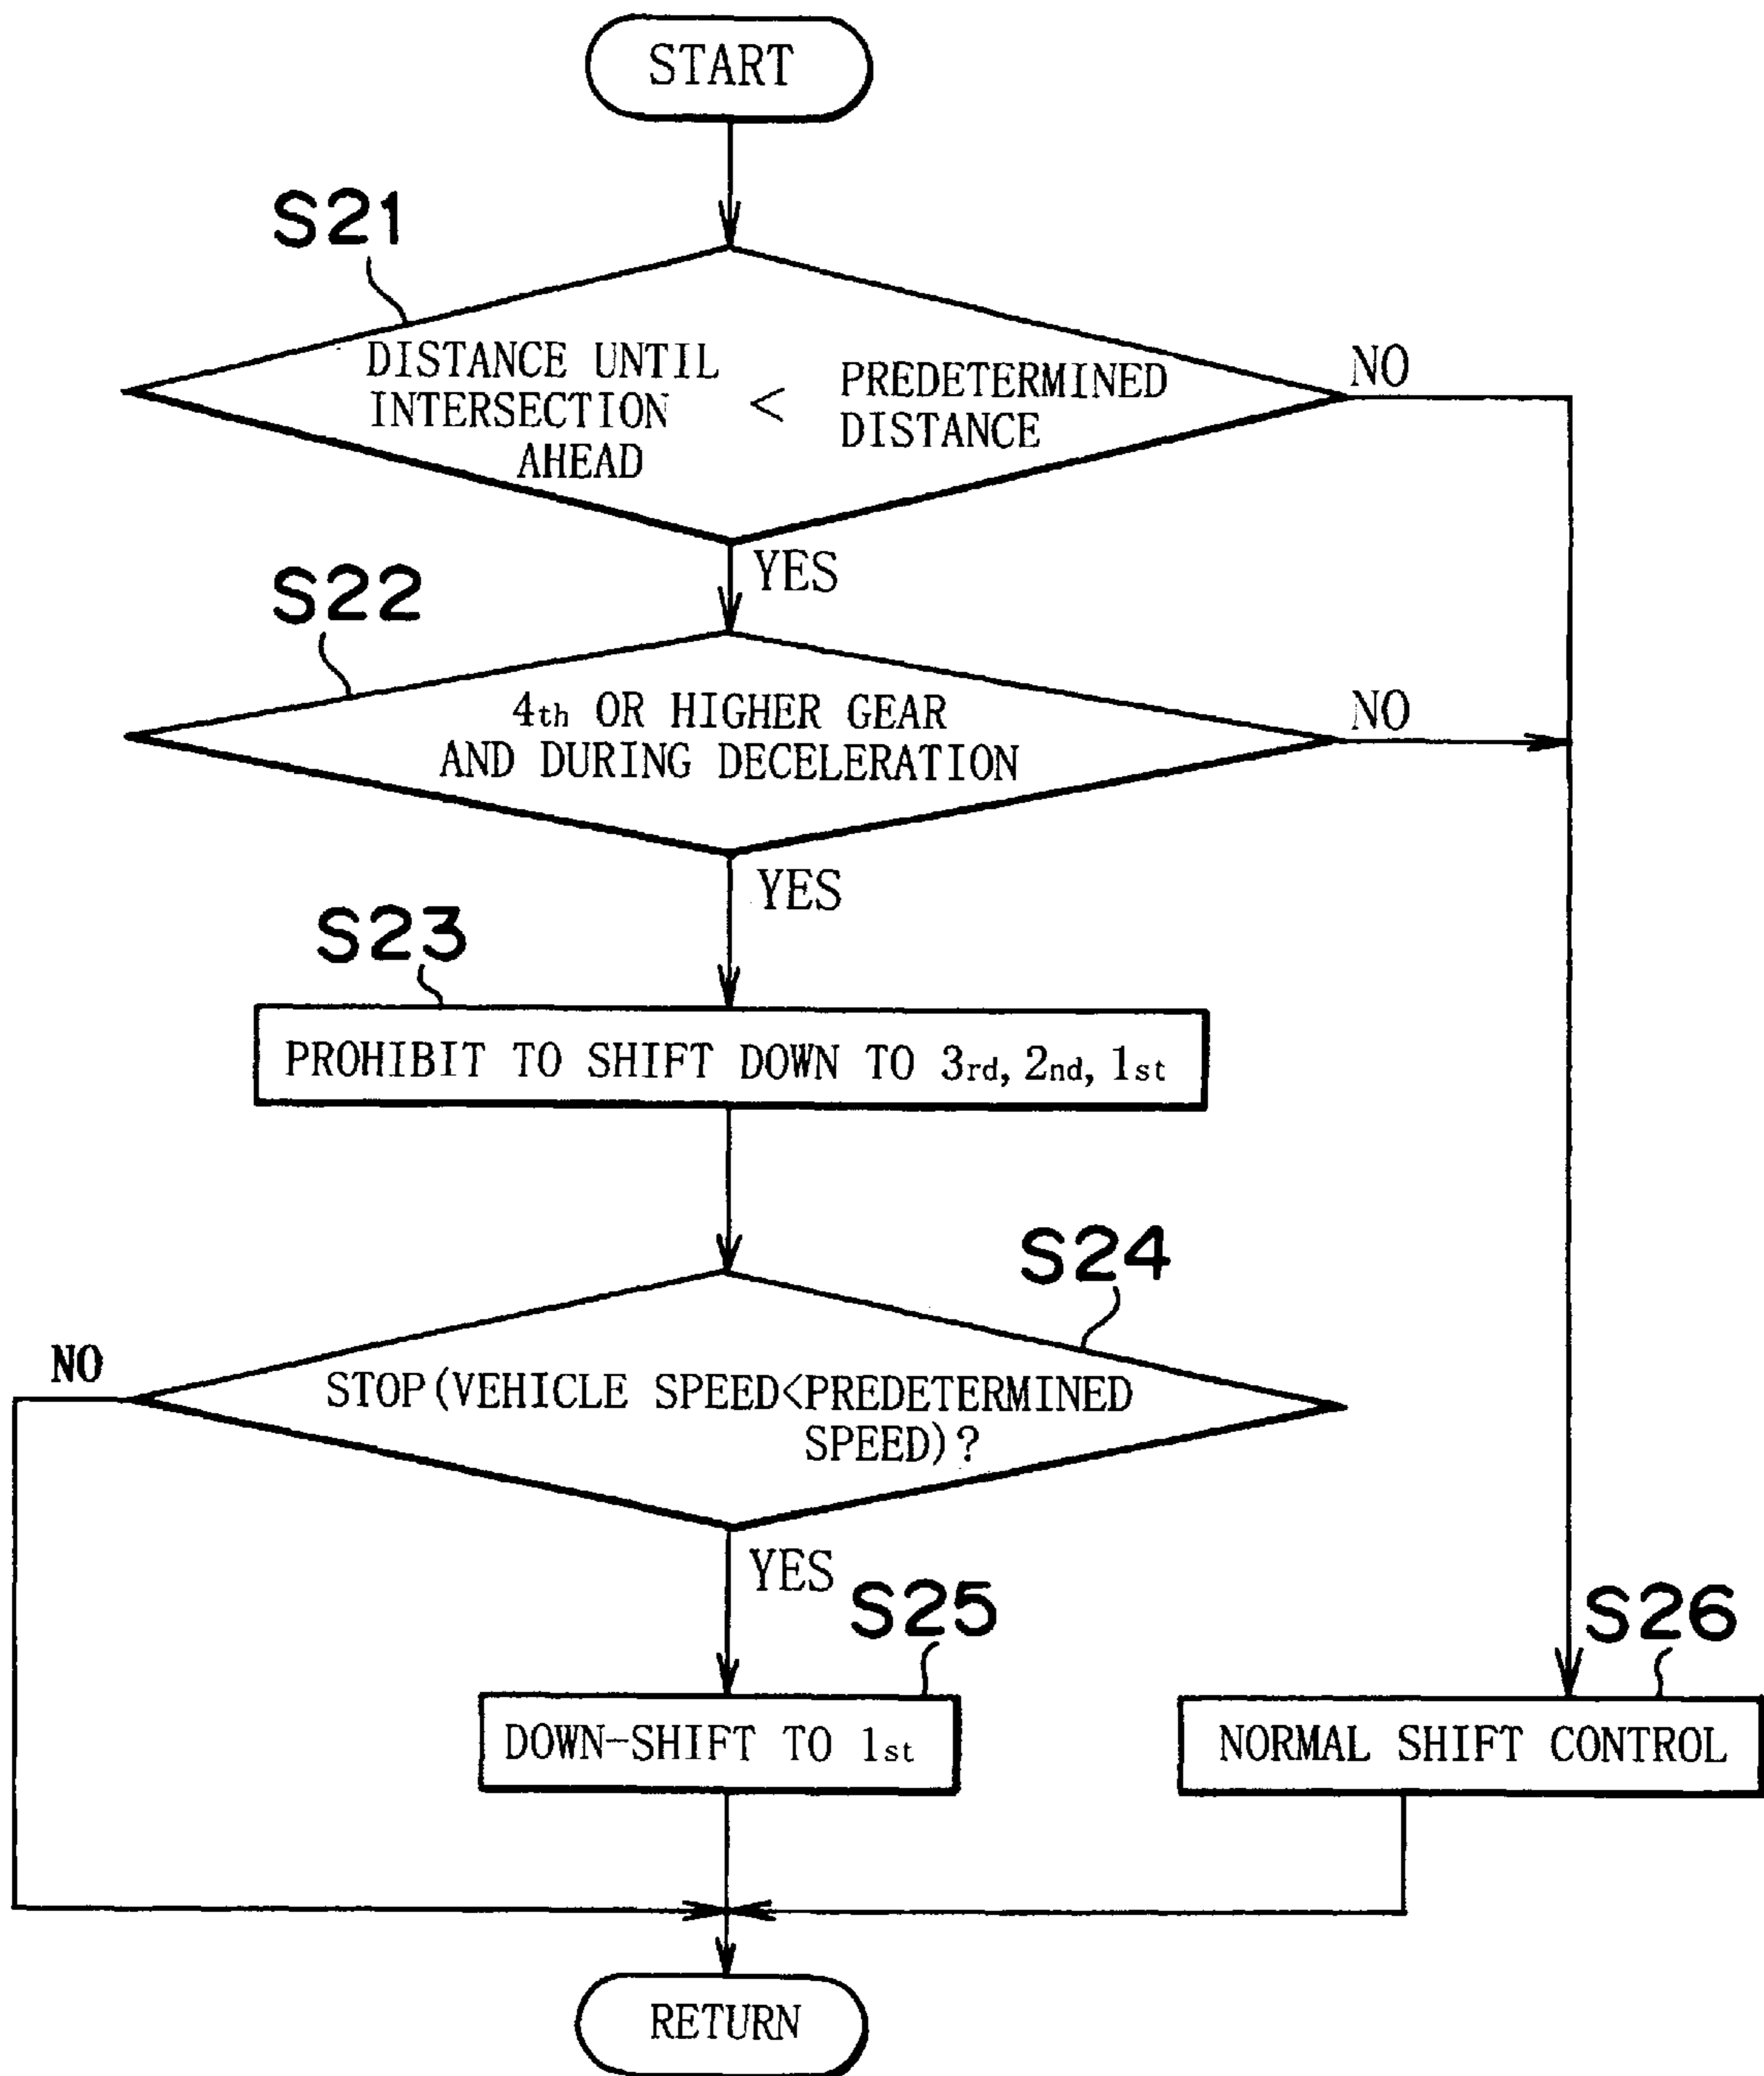 START
S21
DISTANCE UNTIL
INTERSECTION
AHEAD
<
PREDETERMINED
DISTANCE
NO
YES
S22
4th OR HIGHER GEAR
AND DURING DECELERATION
NO
YES
S23
PROHIBIT TO SHIFT DOWN TO 3rd, 2nd, 1st
S24
NO
STOP(VEHICLE SPEED<PREDETERMINED
SPEED)?
YES
S25
S26
DOWN-SHIFT TO 1st
NORMAL SHIFT CONTROL
RETURN